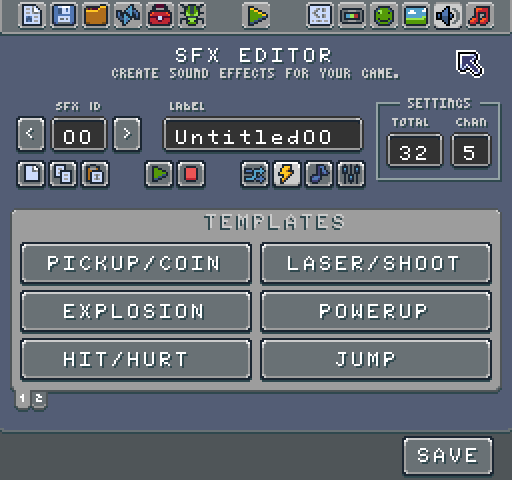 SFX EDITOR
CREATE SOUND EFFECTS FOR YOUR GAME.
SFX ID
LABEL
SETTINGS
TOTAL
CHAN
<
00
>
Untitled00
32
5
TEMPLATES
PICKUP/COIN
LASER/SHOOT
EXPLOSION
POWERUP
HIT/HURT
JUMP
1
2
SAVE